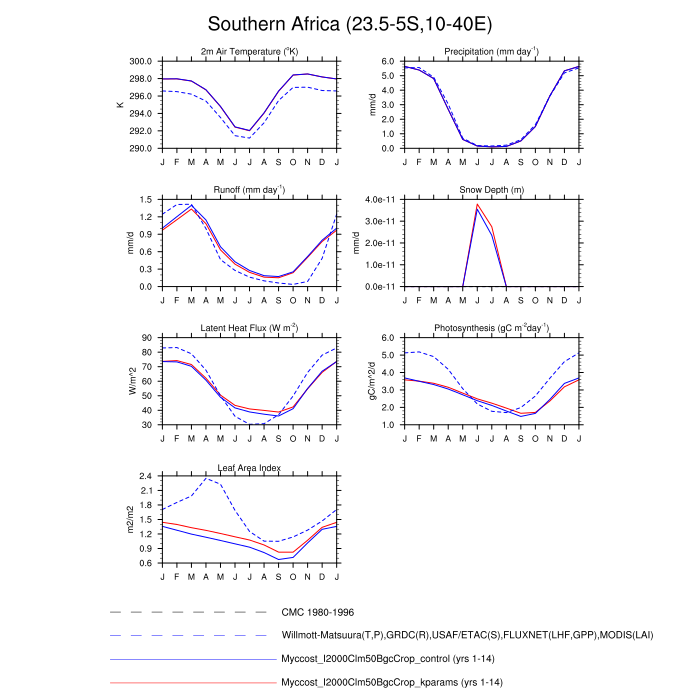 Southern Africa (23.5-5S,10-40E)
2m Air Temperature (°K)
300.0
298.0
296.0
294.0
292.0
290.0
K
J F M A M J J A S O N D J
Precipitation (mm day-1)
6.0
5.0
4.0
3.0
2.0
1.0
0.0
mm/d
J F M A M J J A S O N D J
Runoff (mm day-1)
1.5
1.2
0.9
0.6
0.3
0.0
mm/d
J F M A M J J A S O N D J
Snow Depth (m)
4.0e-11
3.0e-11
2.0e-11
1.0e-11
0.0e-11
mm/d
J F M A M J J A S O N D J
Latent Heat Flux (W m-2)
90
80
70
60
50
40
30
W/m^2
J F M A M J J A S O N D J
Photosynthesis (gC m-2day-1)
6.0
5.0
4.0
3.0
2.0
1.0
gC/m^2/d
J F M A M J J A S O N D J
Leaf Area Index
2.4
2.1
1.8
1.5
1.2
0.9
0.6
m2/m2
J F M A M J J A S O N D J
CMC 1980-1996
Willmott-Matsuura(T,P),GRDC(R),USAF/ETAC(S),FLUXNET(LHF,GPP),MODIS(LAI)
Myccost_I2000Clm50BgcCrop_control (yrs 1-14)
Myccost_I2000Clm50BgcCrop_kparams (yrs 1-14)